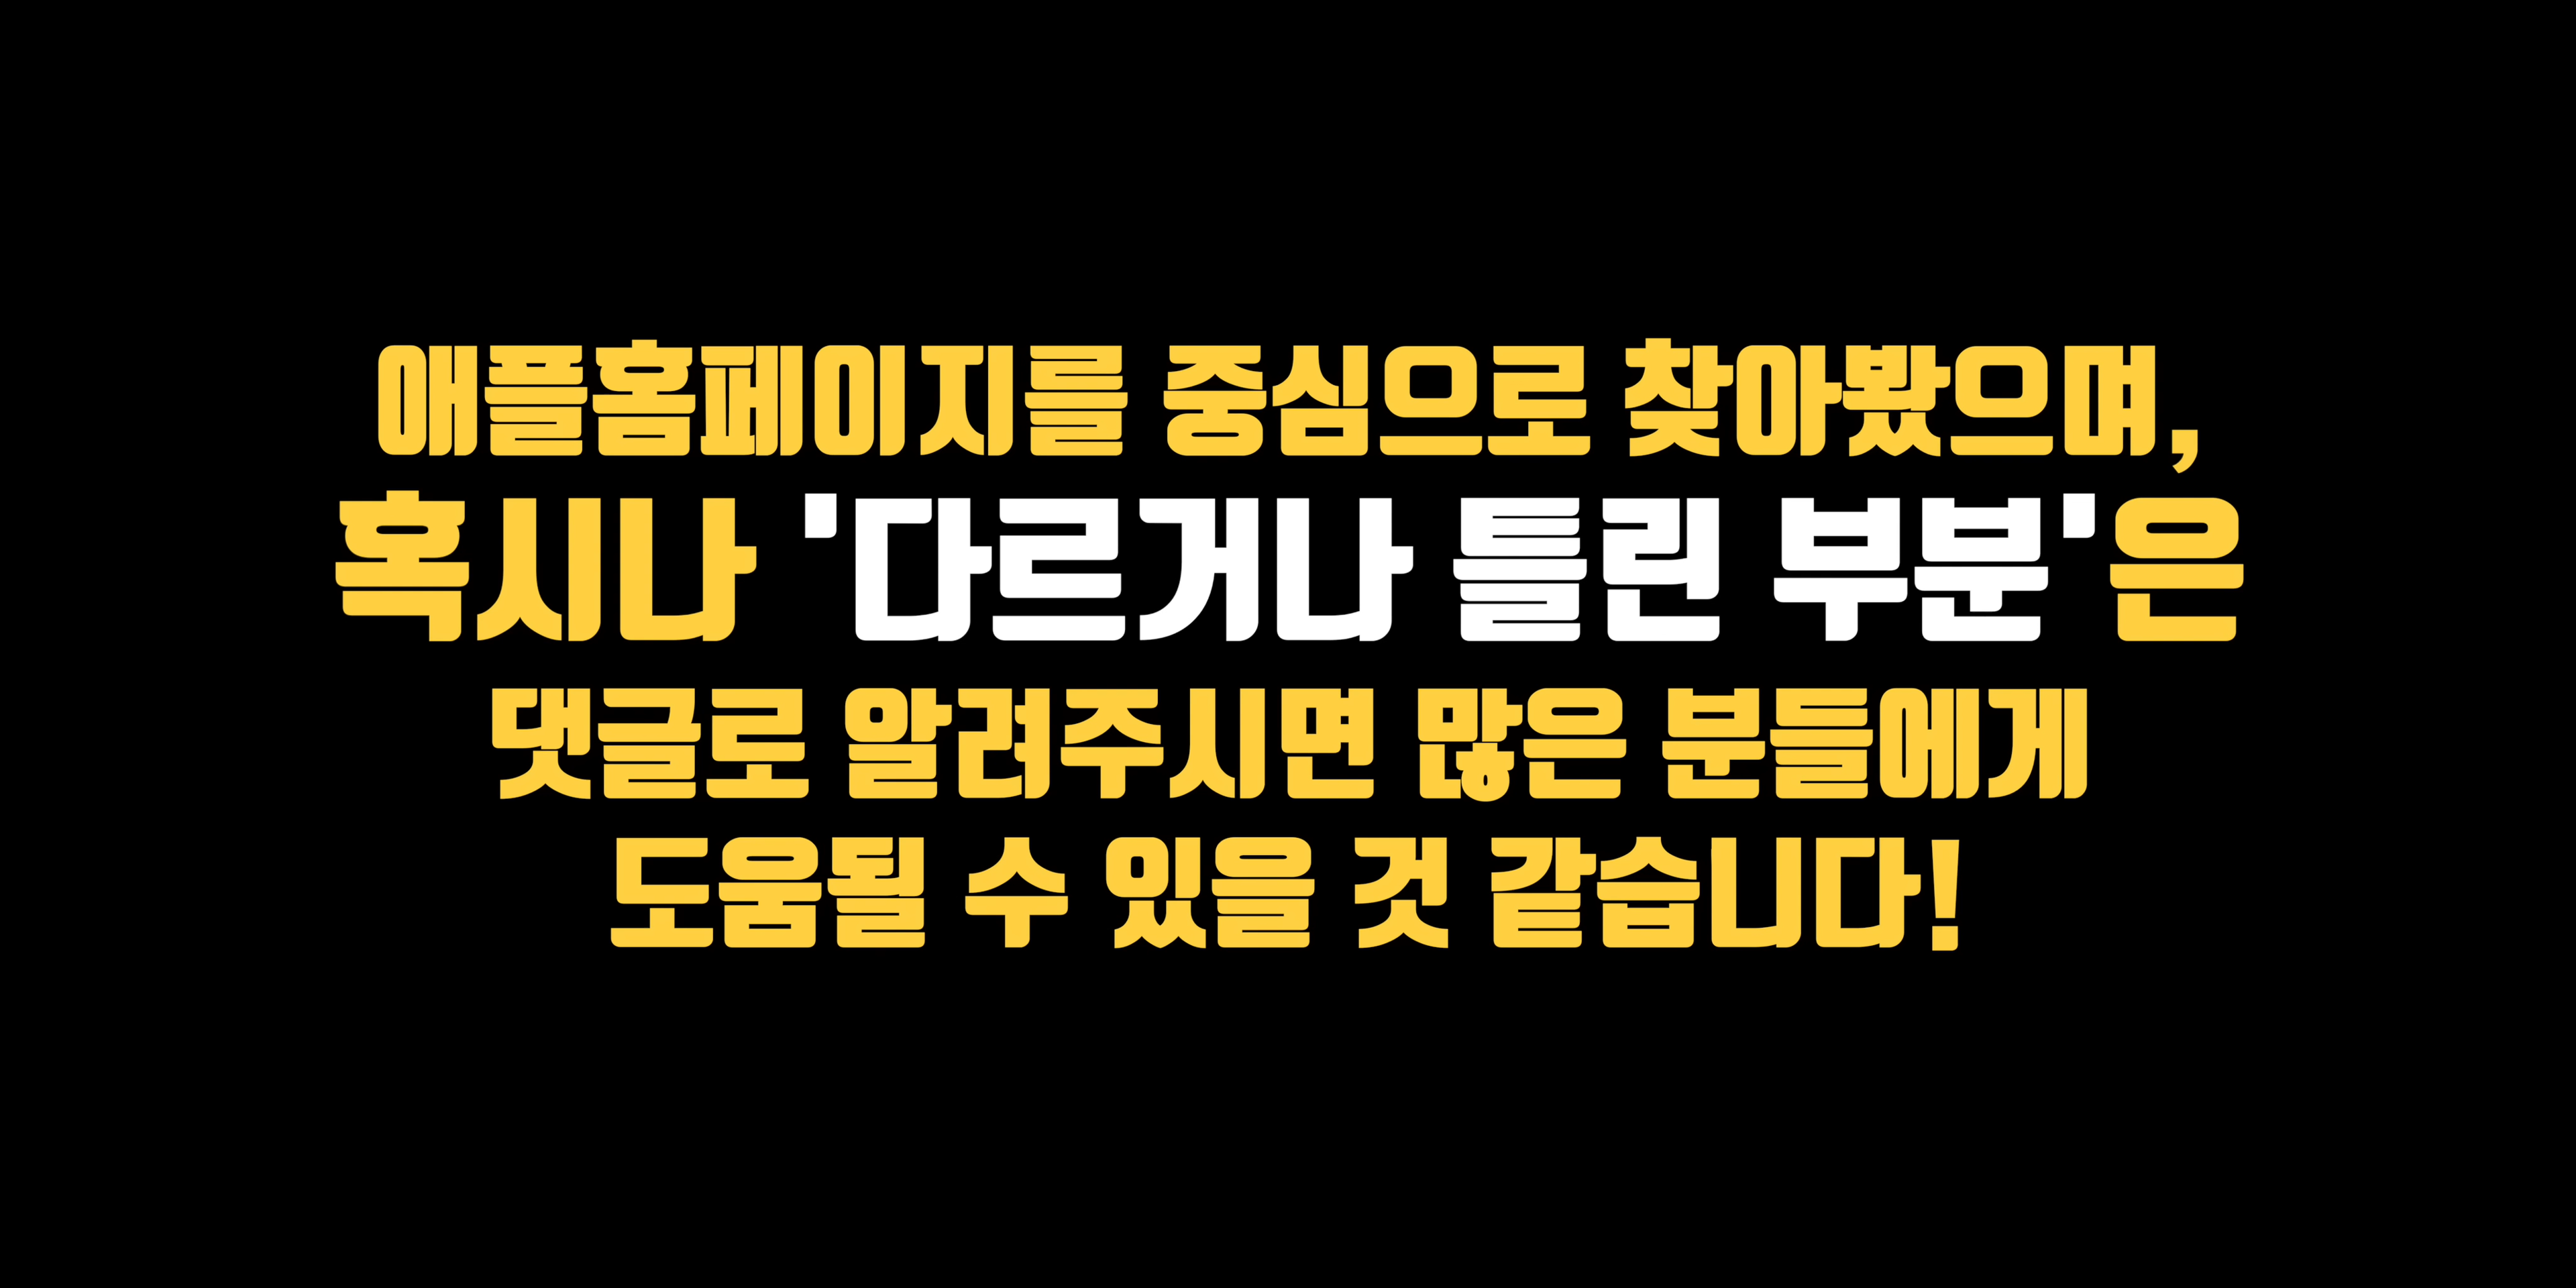 애플홈페이지를 중심으로 찾아봤으며,
혹시나 '다르거나 틀린 부분'은
댓글로 알려주시면 많은 분들에게
도움될 수 있을 것 같습니다!